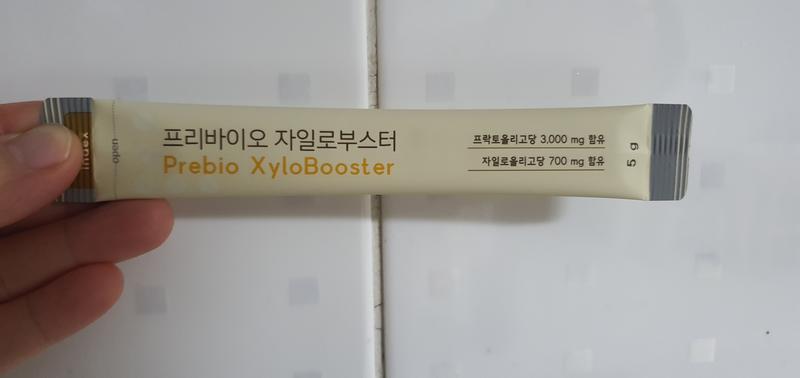 index
open
프리바이오 자일로부스터
Prebio XyloBooster
프락토올리고당 3,000 mg 함유
자일로올리고당 700 mg 함유
5 g